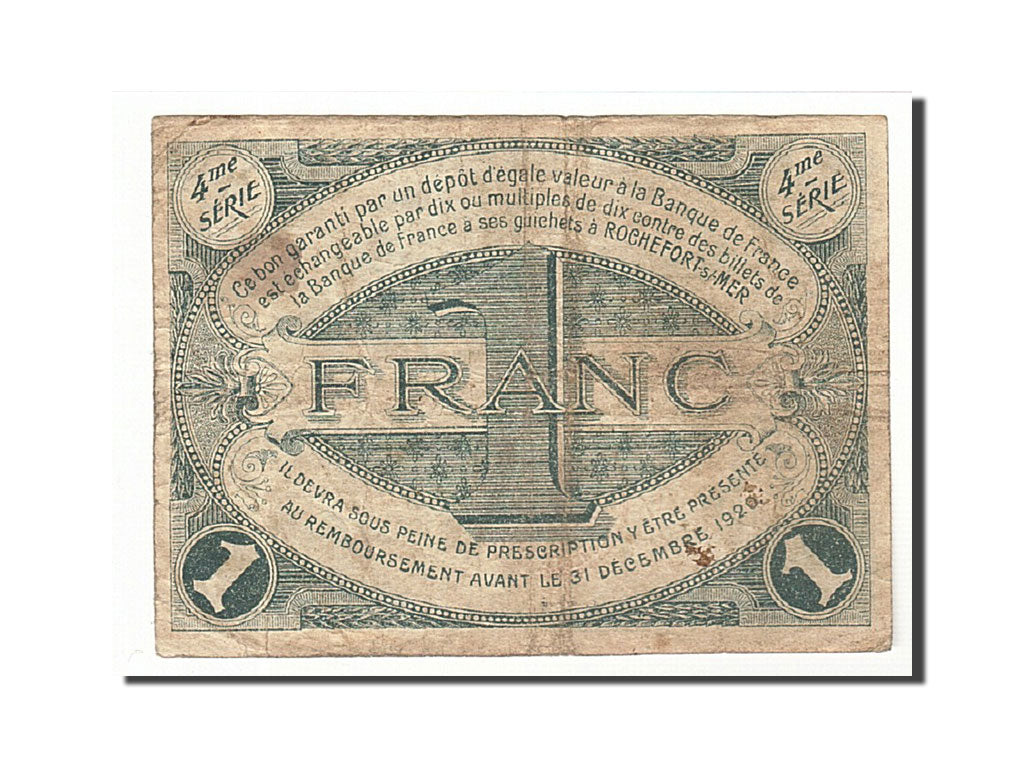 4me
SÉRIE
4me
SÉRIE
Ce bon garanti par un dépôt d'égale valeur à la Banque de France
est échangeable par dix ou multiples de dix contre des billets de
la Banque de France à ses guichets à ROCHEFORT-S/MER
1
FRANC
IL DEVRA SOUS PEINE DE PRESCRIPTION Y ÊTRE PRÉSENTÉ
AU REMBOURSEMENT AVANT LE 31 DÉCEMBRE 1920.
1
1